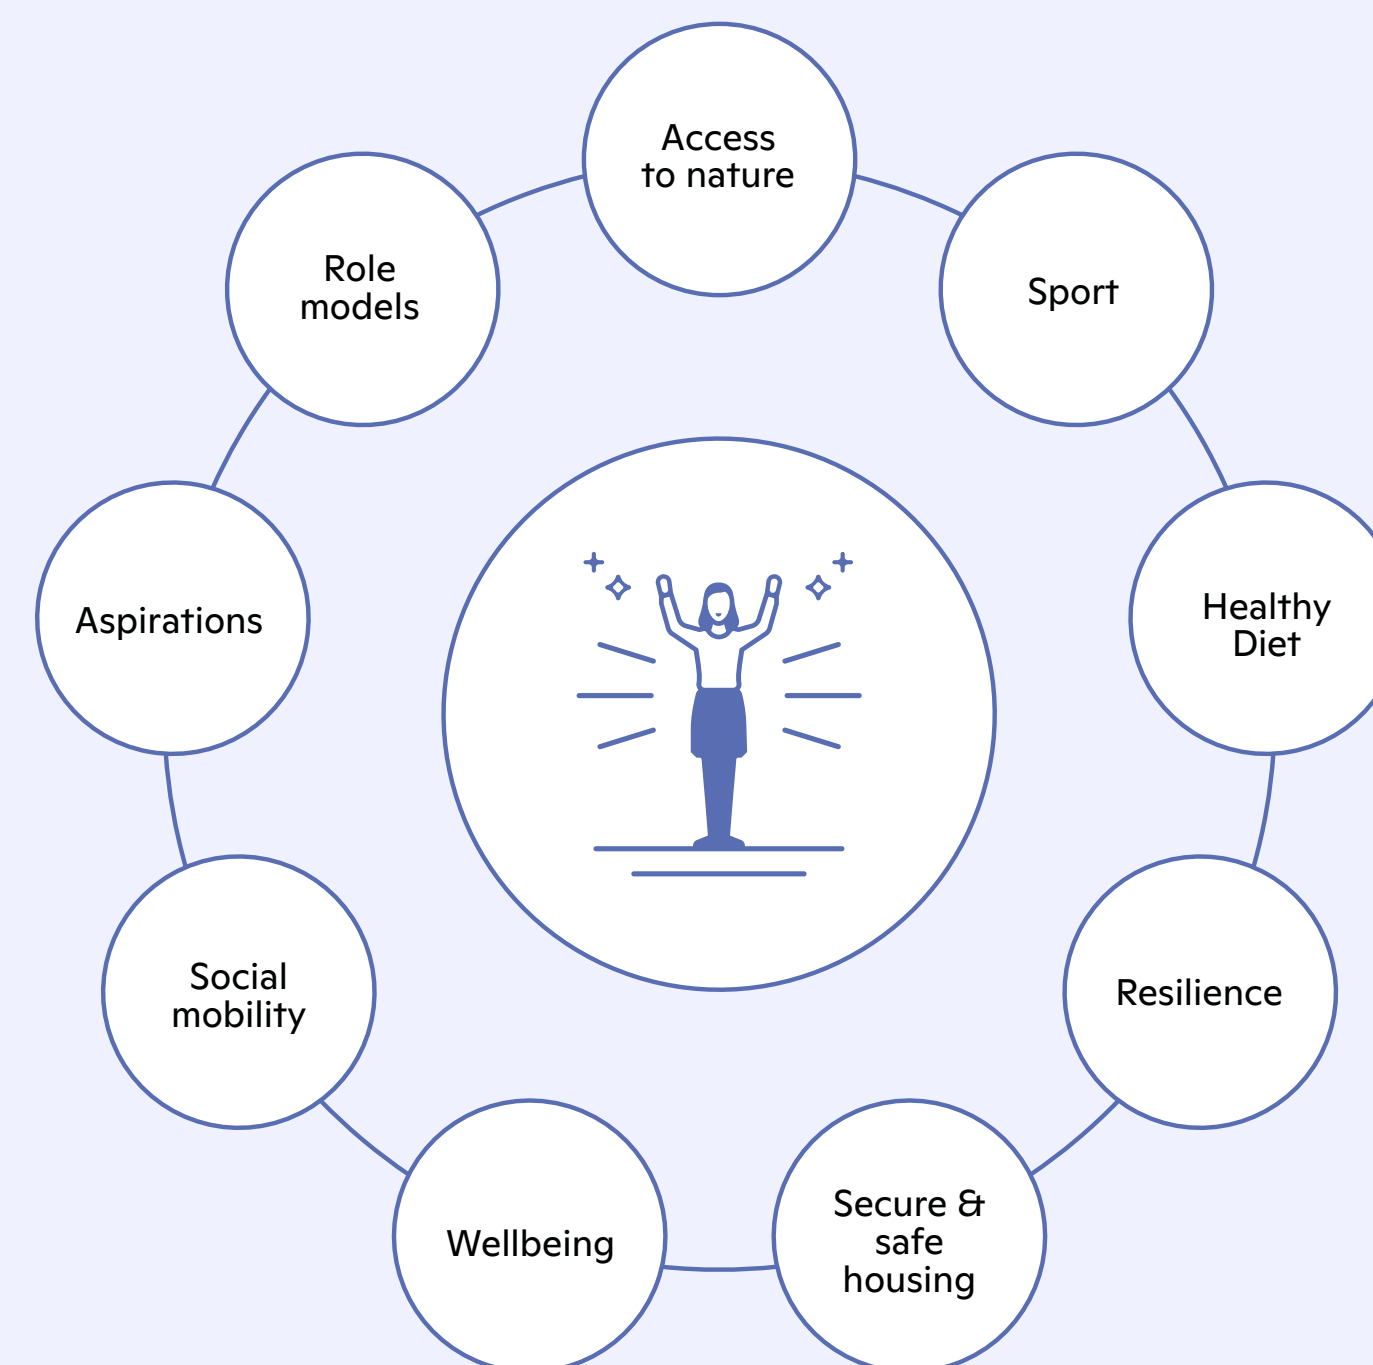 Access
to nature
Sport
Healthy
Diet
Resilience
Secure &
safe
housing
Wellbeing
Social
mobility
Aspirations
Role
models